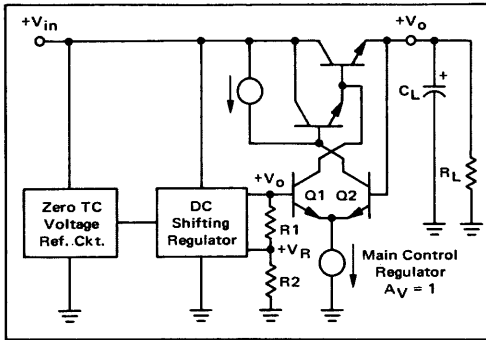 +Vin
+Vo
+
CL
RL
+Vo
Q1 Q2
Zero TC
Voltage
Ref. Ckt.
DC
Shifting
Regulator
R1
+VR
R2
Main Control
Regulator
AV = 1